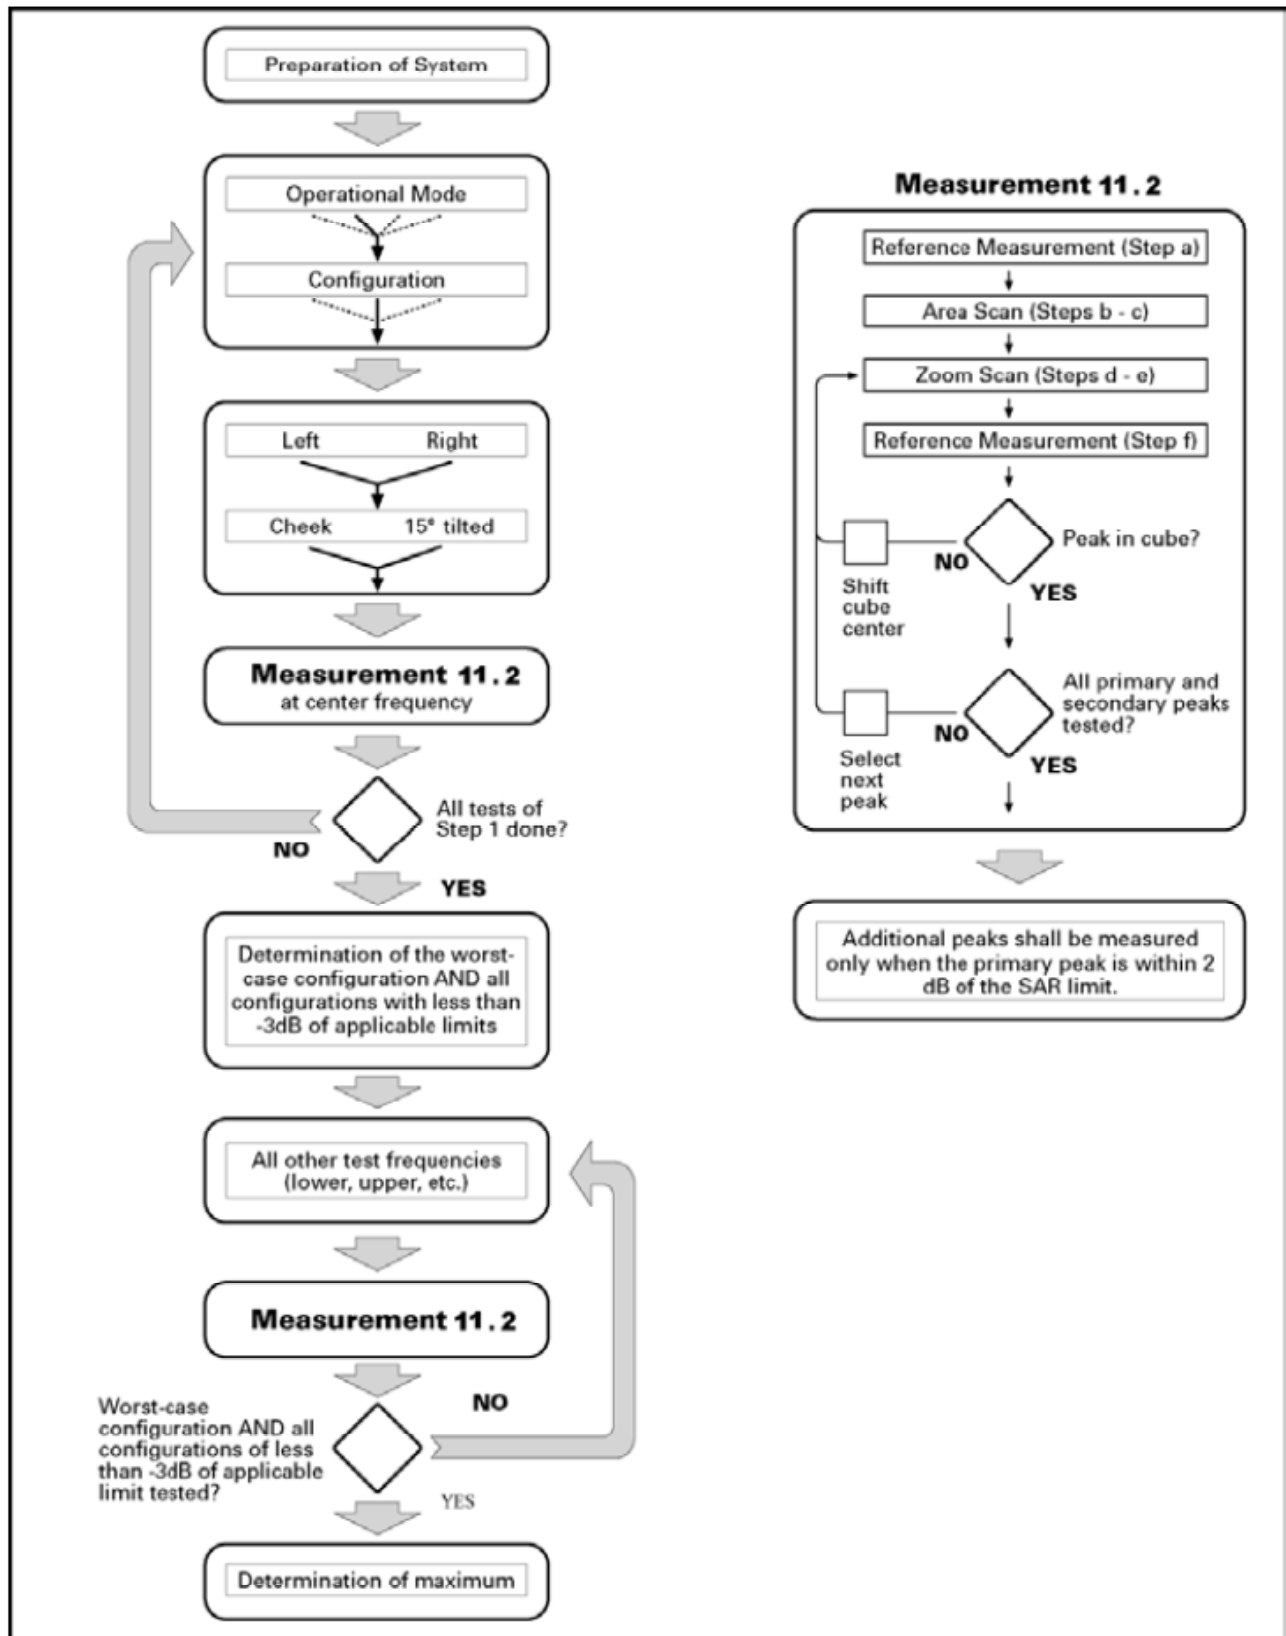 Preparation of System
Operational Mode
Configuration
Left Right
Cheek 15° tilted
Measurement 11.2
at center frequency
All tests of
Step 1 done?
NO
YES
Determination of the worst-
case configuration AND all
configurations with less than
-3dB of applicable limits
All other test frequencies
(lower, upper, etc.)
Measurement 11.2
Worst-case
configuration AND all
configurations of less
than -3dB of applicable
limit tested?
NO
YES
Determination of maximum
Measurement 11.2
Reference Measurement (Step a)
Area Scan (Steps b - c)
Zoom Scan (Steps d - e)
Reference Measurement (Step f)
Peak in cube?
NO
YES
Shift
cube
center
All primary and
secondary peaks
tested?
NO
YES
Select
next
peak
Additional peaks shall be measured
only when the primary peak is within 2
dB of the SAR limit.